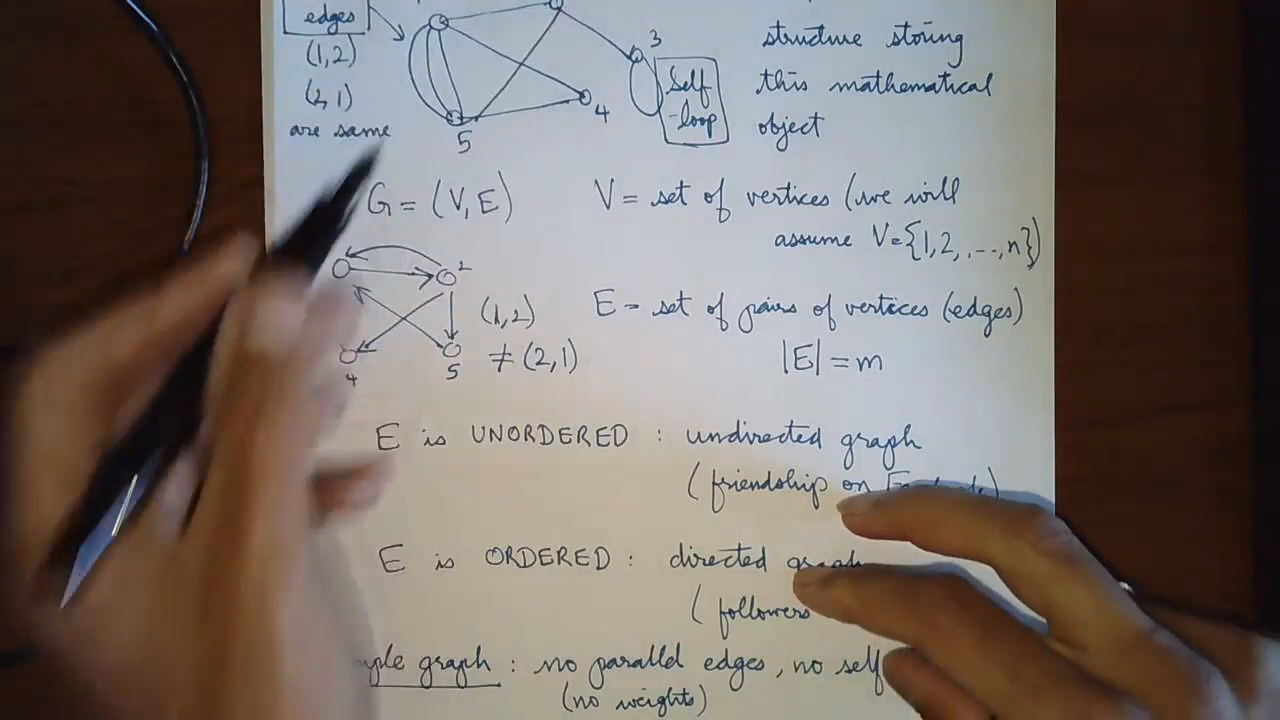 edges
(1,2)
(2,1)
are same
5
4
3
Self
-loop
structure storing
this mathematical
object
G = (V, E)
V = set of vertices (we will
assume V={1,2,...,n})
2
4
5
(1,2)
≠ (2,1)
E = set of pairs of vertices (edges)
|E| = m
E is UNORDERED : undirected graph
(friendship on
E is ORDERED : directed graph
(followers
graph : no parallel edges, no self
(no weights)